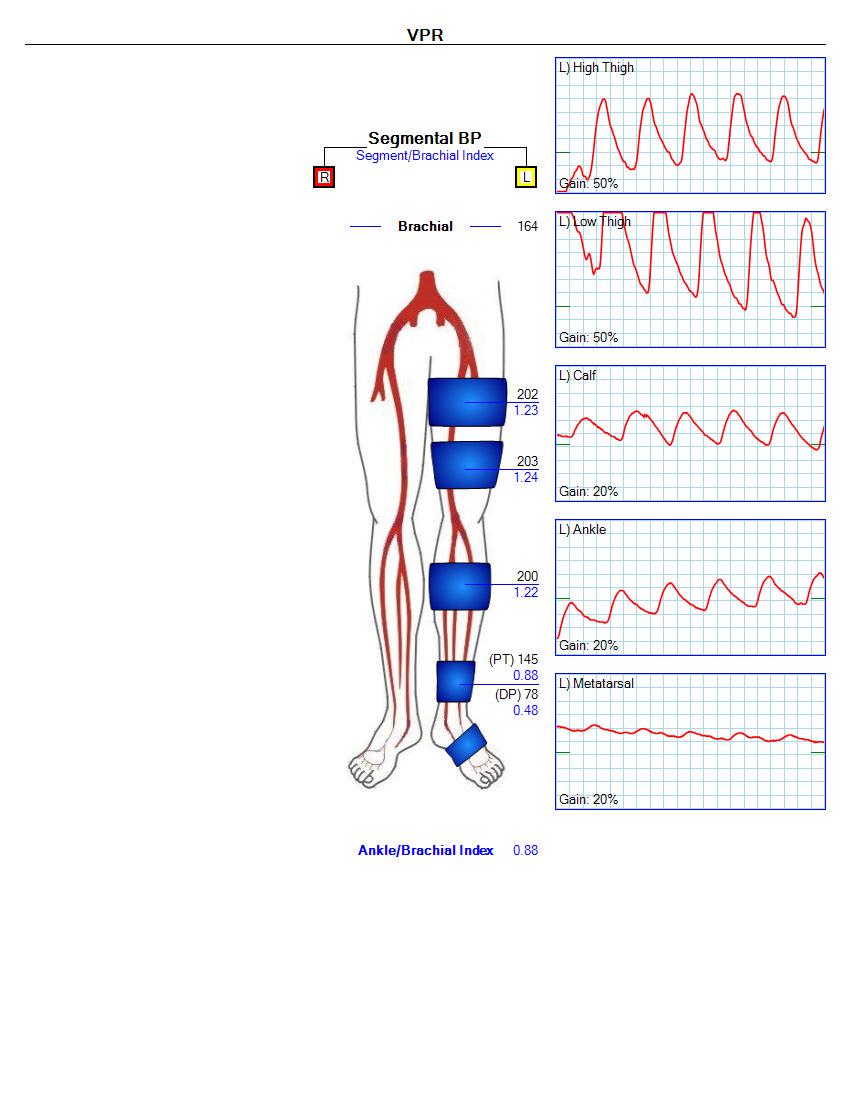 VPR
Segmental BP
Segment/Brachial Index
R
L
Brachial 164
202
1.23
203
1.24
200
1.22
(PT) 145
0.88
(DP) 78
0.48
Ankle/Brachial Index 0.88
L) High Thigh
Gain: 50%
L) Low Thigh
Gain: 50%
L) Calf
Gain: 20%
L) Ankle
Gain: 20%
L) Metatarsal
Gain: 20%